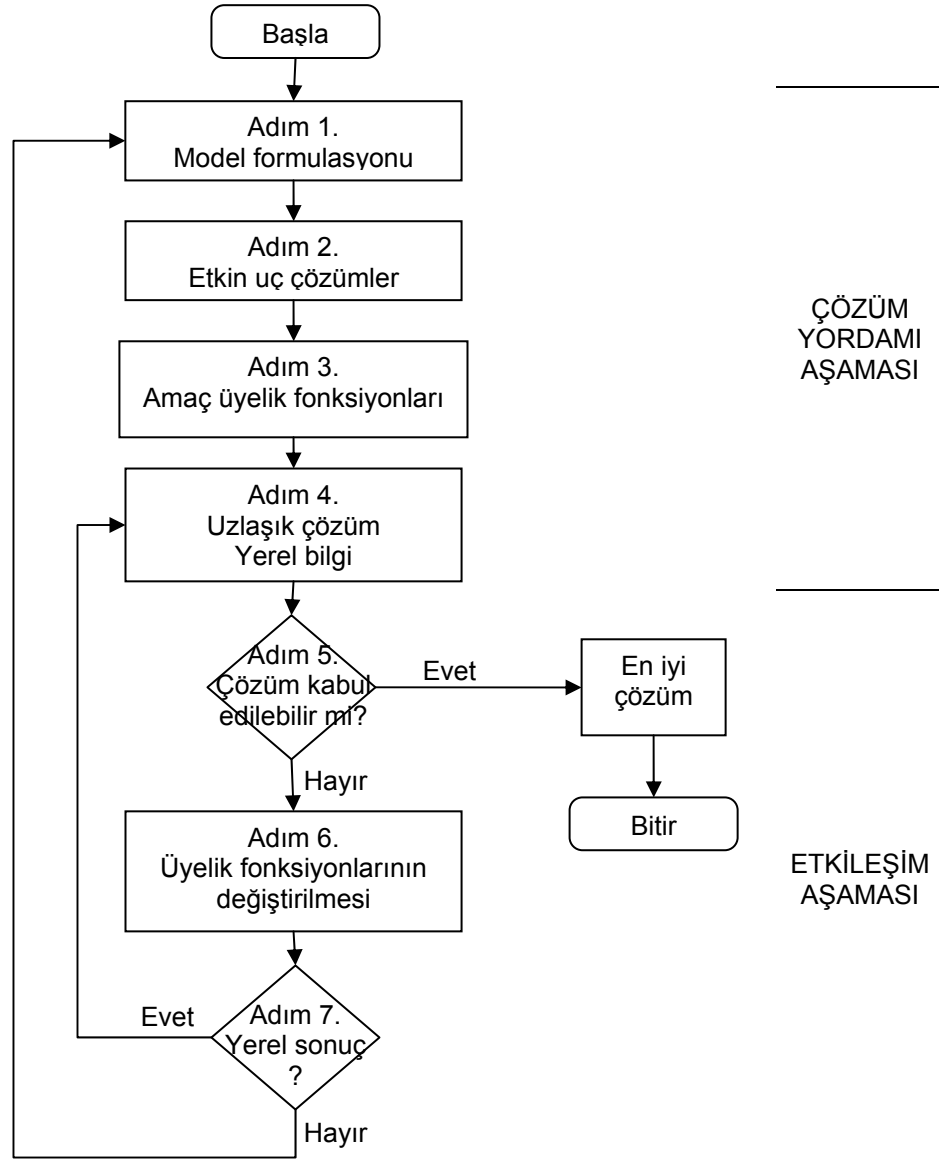 Başla
Adım 1.
Model formulasyonu
Adım 2.
Etkin uç çözümler
ÇÖZÜM
YORDAMI
AŞAMASI
Adım 3.
Amaç üyelik fonksiyonları
Adım 4.
Uzlaşık çözüm
Yerel bilgi
Adım 5.
Çözüm kabul
edilebilir mi?
Evet
En iyi
çözüm
Hayır
Bitir
Adım 6.
Üyelik fonksiyonlarının
değiştirilmesi
ETKİLEŞİM
AŞAMASI
Evet
Adım 7.
Yerel sonuç
?
Hayır